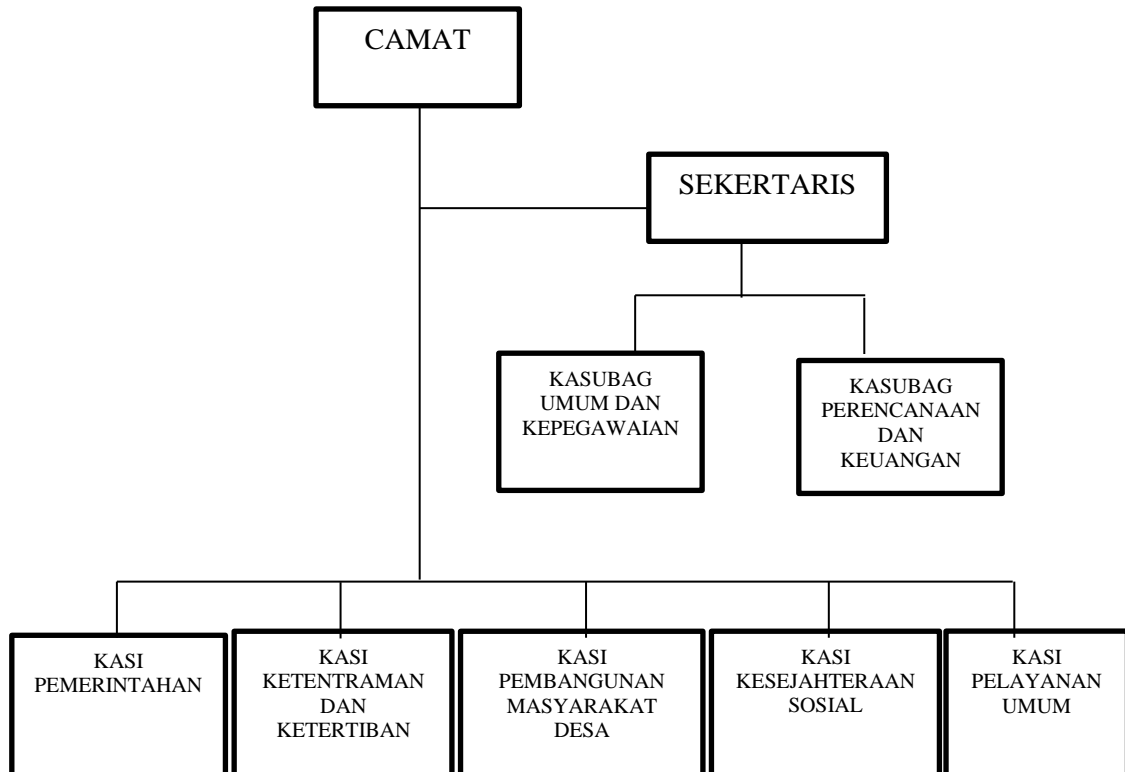 CAMAT
SEKERTARIS
KASUBAG
UMUM DAN
KEPEGAWAIAN
KASUBAG
PERENCANAAN
DAN
KEUANGAN
KASI
PEMERINTAHAN
KASI
KETENTRAMAN
DAN
KETERTIBAN
KASI
PEMBANGUNAN
MASYARAKAT
DESA
KASI
KESEJAHTERAAN
SOSIAL
KASI
PELAYANAN
UMUM